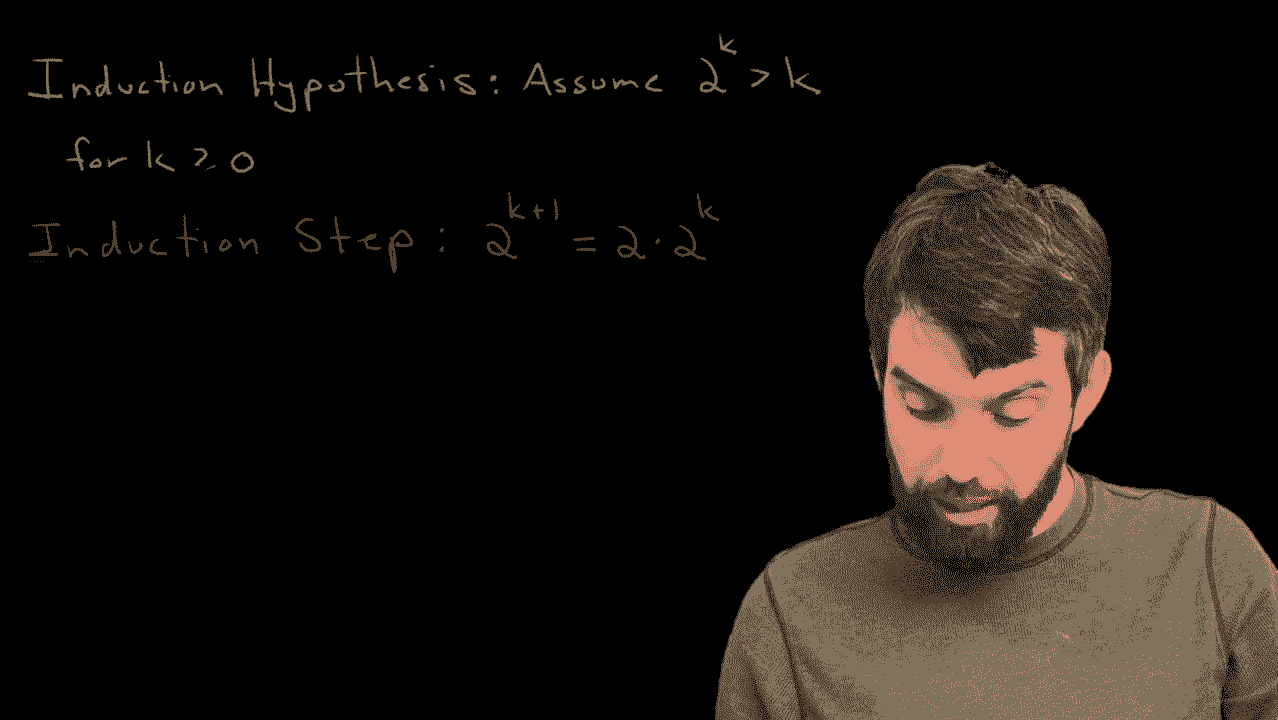 Induction Hypothesis: Assume 2^k > k
for k ≥ 0
Induction Step: 2^{k+1} = 2·2^k